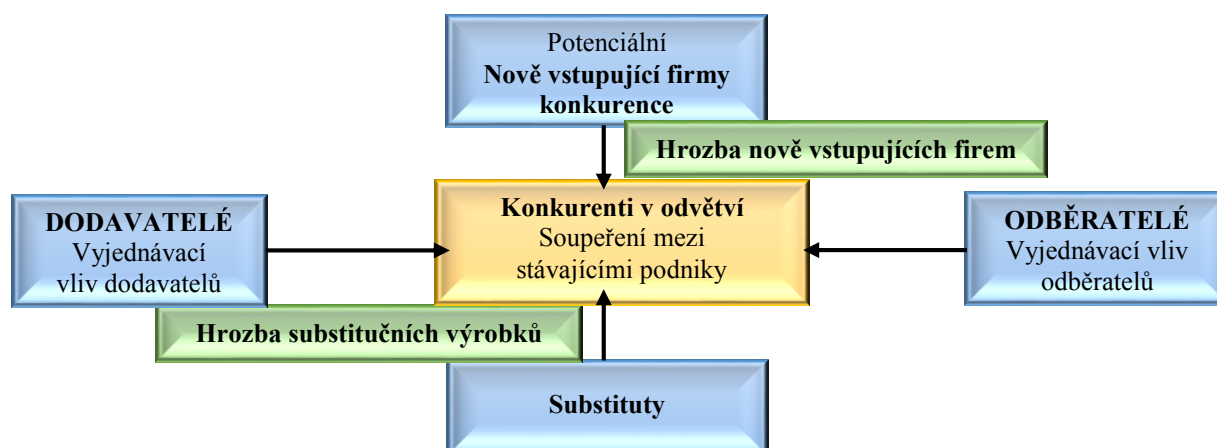 Potenciální
Nově vstupující firmy
konkurence
Hrozba nově vstupujících firem
DODAVATELÉ
Vyjednávací
vliv dodavatelů
Konkurenti v odvětví
Soupeření mezi
stávajícími podniky
ODBĚRATELÉ
Vyjednávací vliv
odběratelů
Hrozba substitučních výrobků
Substituty